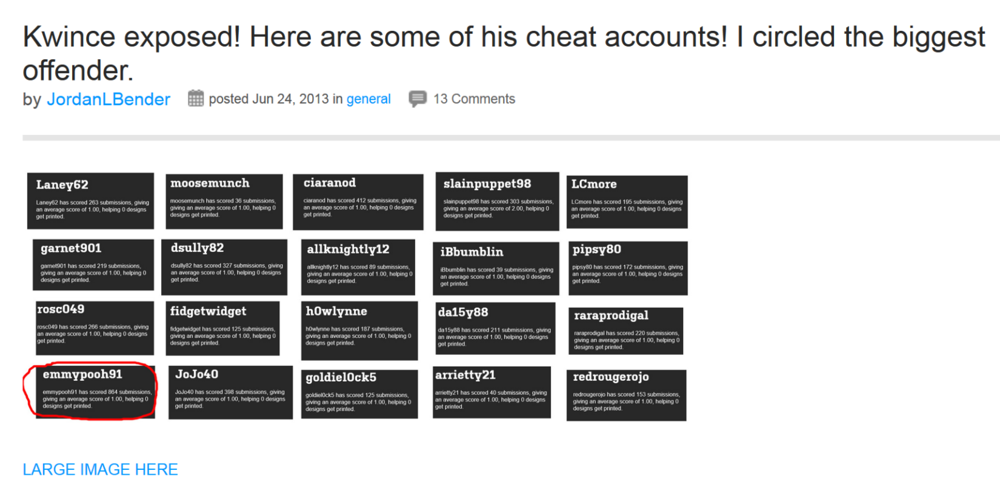 Kwince exposed! Here are some of his cheat accounts! I circled the biggest
offender.
by JordanLBender posted Jun 24, 2013 in general 13 Comments
Laney62
Laney62 has scored 263 submissions, giving
an average score of 1.00, helping 0 designs
get printed.
moosemunch
moosemunch has scored 36 submissions,
giving an average score of 1.00, helping 0
designs get printed.
ciaranod
ciaranod has scored 412 submissions, giving
an average score of 1.00, helping 0 designs
get printed.
slainpuppet98
slainpuppet98 has scored 303 submissions,
giving an average score of 2.00, helping 0
designs get printed.
LCmore
LCmore has scored 195 submissions, giving
an average score of 1.00, helping 0 designs
get printed.
garnet901
garnet901 has scored 219 submissions,
giving an average score of 1.00, helping 0
designs get printed.
dsully82
dsully82 has scored 327 submissions, giving
an average score of 1.00, helping 0 designs
get printed.
allknightly12
allknightly12 has scored 89 submissions,
giving an average score of 1.00, helping 0
designs get printed.
iBbumblin
iBbumblin has scored 39 submissions, giving
an average score of 1.00, helping 0 designs
get printed.
pipsy80
pipsy80 has scored 172 submissions, giving
an average score of 1.00, helping 0 designs
get printed.
rosc049
rosc049 has scored 266 submissions, giving
an average score of 1.00, helping 0 designs
get printed.
fidgetwidget
fidgetwidget has scored 125 submissions,
giving an average score of 1.00, helping 0
designs get printed.
h0wlynne
h0wlynne has scored 187 submissions,
giving an average score of 1.00, helping 0
designs get printed.
da15y88
da15y88 has scored 211 submissions, giving
an average score of 1.00, helping 0 designs
get printed.
raraprodigal
raraprodigal has scored 220 submissions,
giving an average score of 1.00, helping 0
designs get printed.
emmypooh91
emmypooh91 has scored 864 submissions,
giving an average score of 1.00, helping 0
designs get printed.
JoJo40
JoJo40 has scored 398 submissions, giving
an average score of 1.00, helping 0 designs
get printed.
goldiel0ck5
goldiel0ck5 has scored 125 submissions,
giving an average score of 1.00, helping 0
designs get printed.
arrietty21
arrietty21 has scored 40 submissions, giving
an average score of 1.00, helping 0 designs
get printed.
redrougerojo
redrougerojo has scored 153 submissions,
giving an average score of 1.00, helping 0
designs get printed.
LARGE IMAGE HERE